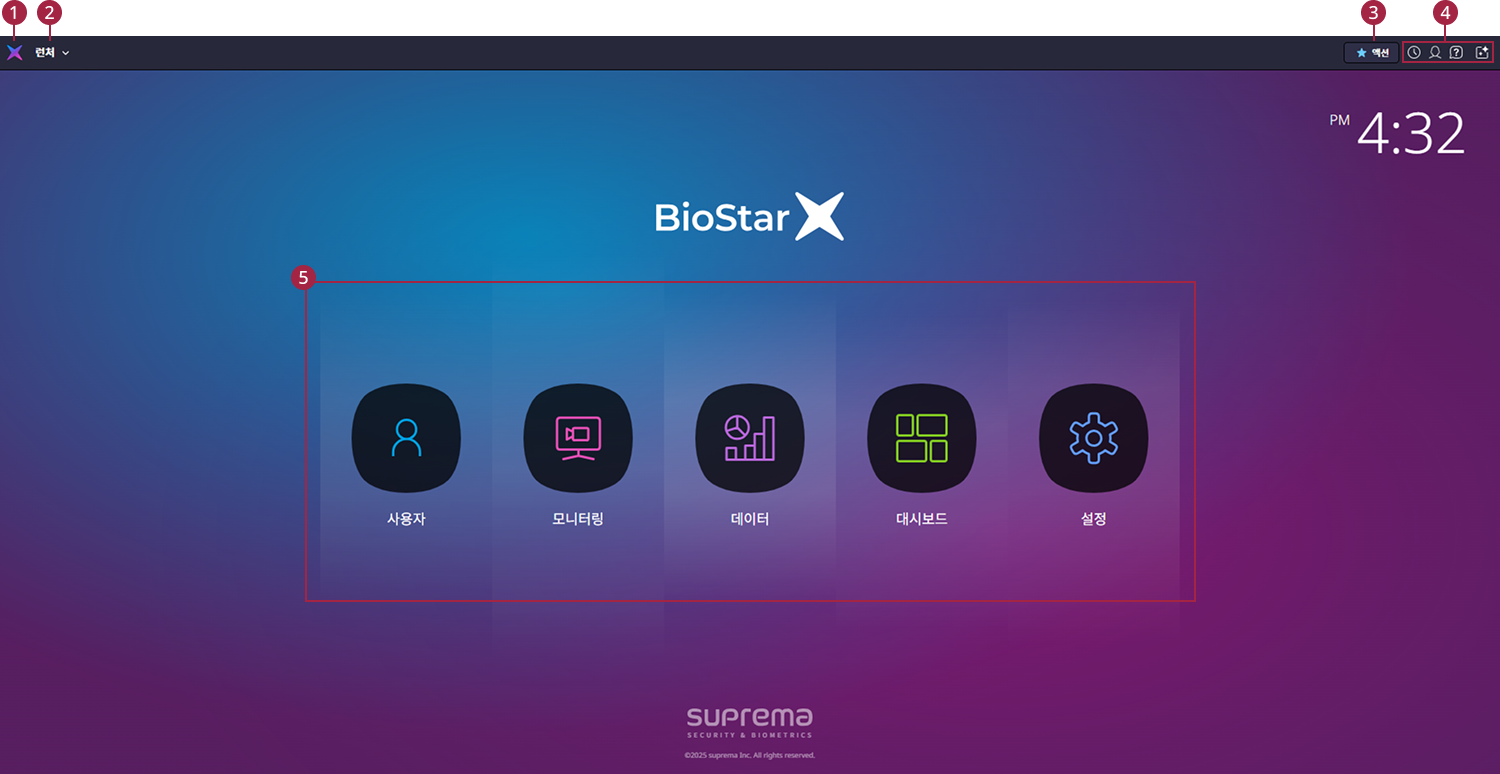 1 2 3 4
런처 액션
PM 4:32
BioStar X
5
사용자 모니터링 데이터 대시보드 설정
suprema
SECURITY & BIOMETRICS
©2025 suprema Inc. All rights reserved.